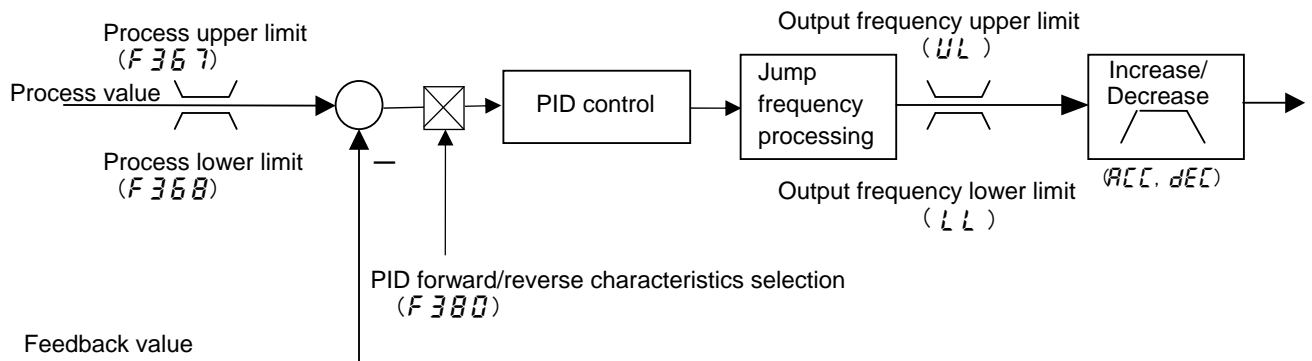 Process upper limit
(F367)
Process value
Process lower limit
(F368)
−
PID control
Jump
frequency
processing
Output frequency upper limit
(UL)
Output frequency lower limit
(LL)
Increase/
Decrease
(ACC, dEC)
PID forward/reverse characteristics selection
(F380)
Feedback value